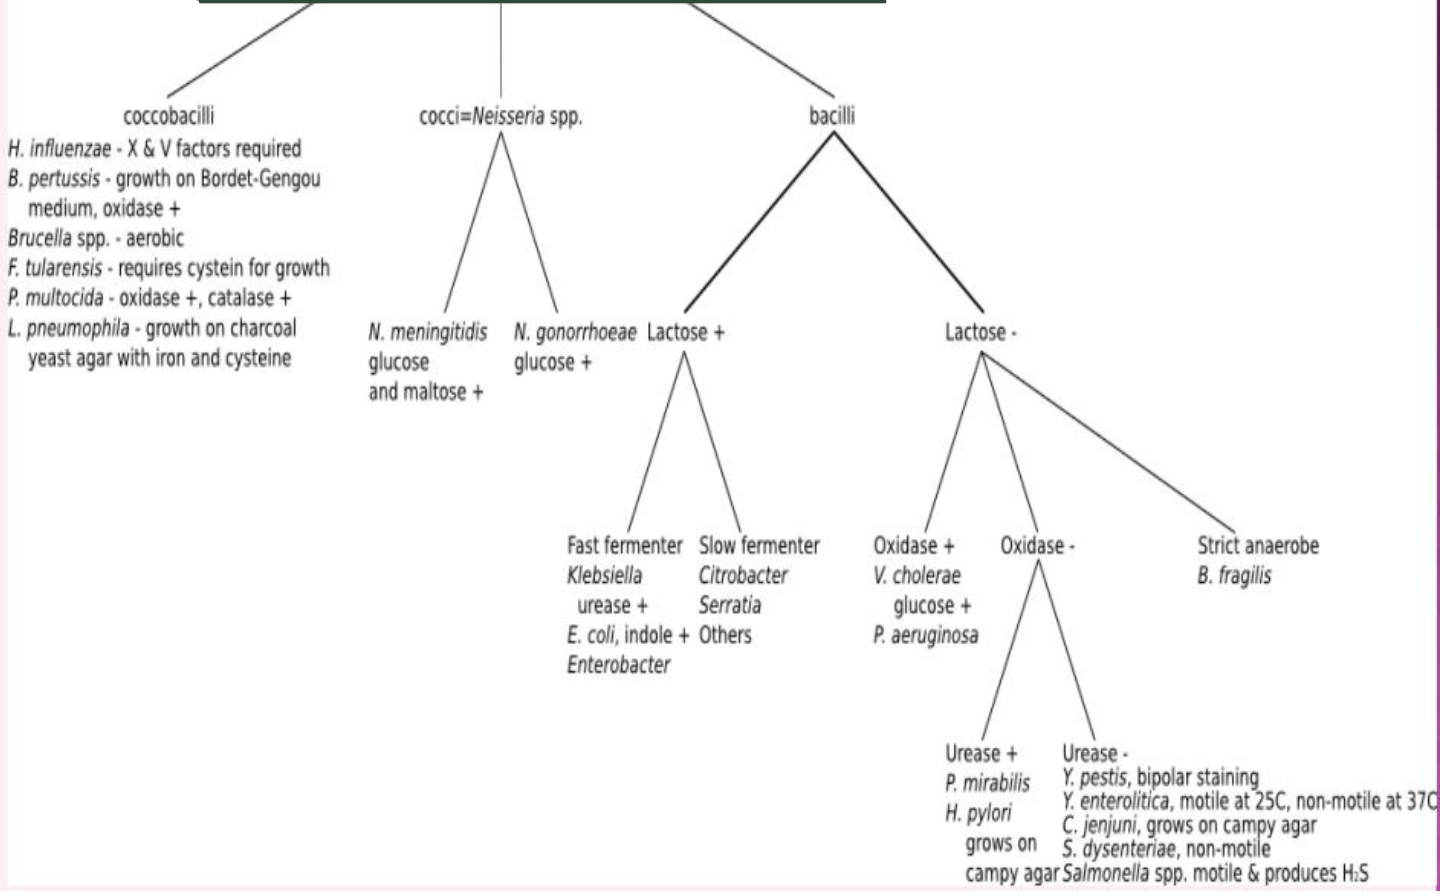 coccobacilli
H. influenzae - X & V factors required
B. pertussis - growth on Bordet-Gengou
medium, oxidase +
Brucella spp. - aerobic
F. tularensis - requires cystein for growth
P. multocida - oxidase +, catalase +
L. pneumophila - growth on charcoal
yeast agar with iron and cysteine
cocci=Neisseria spp.
N. meningitidis
glucose
and maltose +
N. gonorrhoeae
glucose +
bacilli
Lactose +
Fast fermenter
Klebsiella
urease +
E. coli, indole +
Enterobacter
Slow fermenter
Citrobacter
Serratia
Others
Lactose -
Oxidase +
V. cholerae
glucose +
P. aeruginosa
Oxidase -
Urease +
P. mirabilis
H. pylori
grows on
campy agar
Urease -
Y. pestis, bipolar staining
Y. enterolitica, motile at 25C, non-motile at 37C
C. jenjuni, grows on campy agar
S. dysenteriae, non-motile
Salmonella spp. motile & produces H₂S
Strict anaerobe
B. fragilis